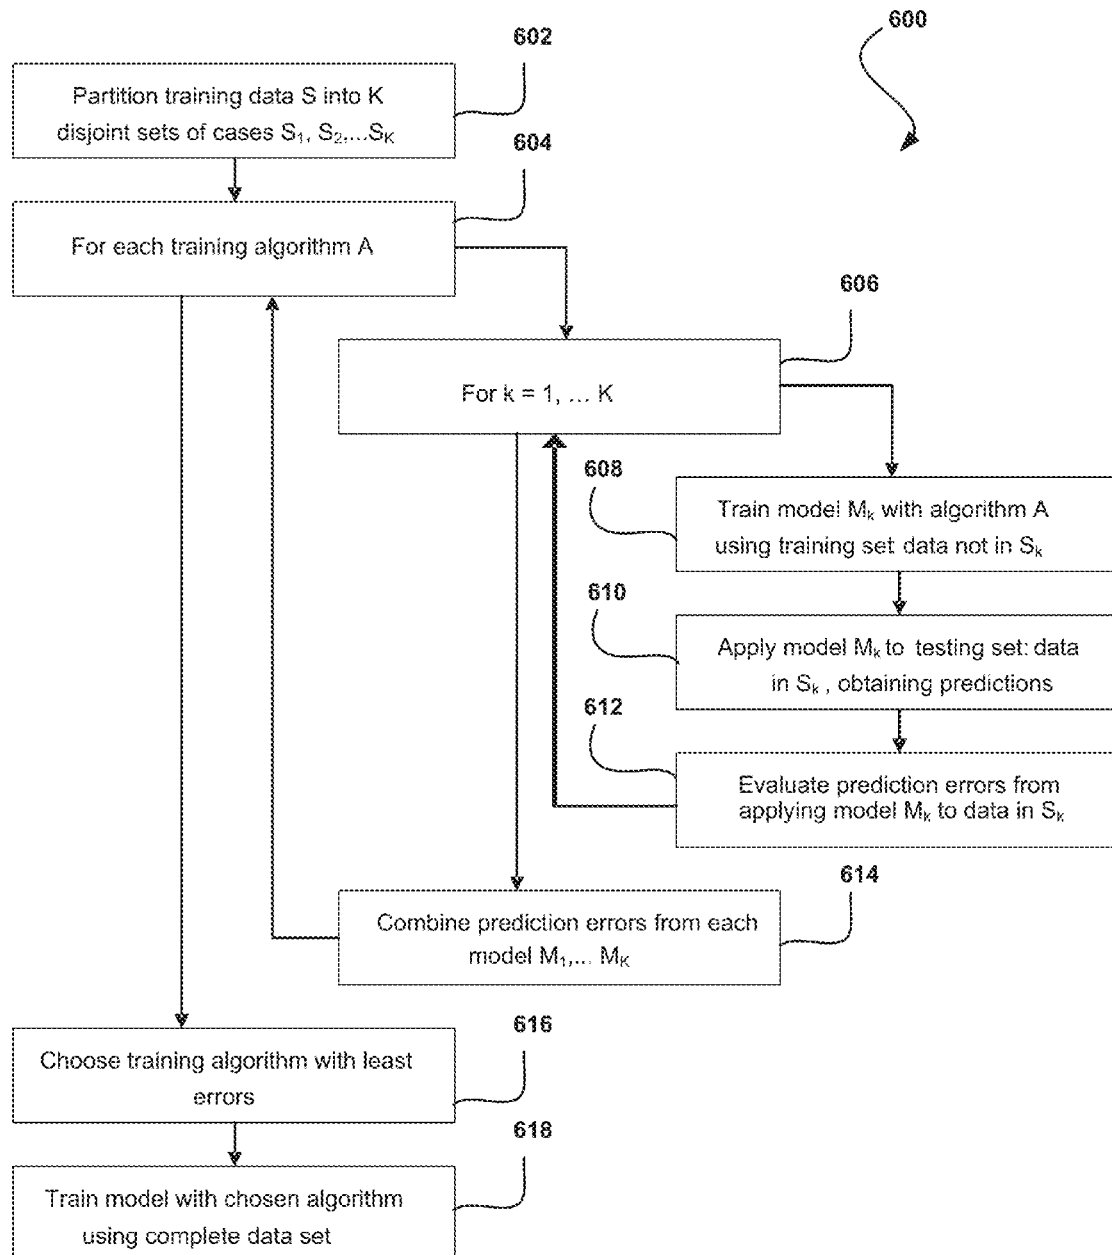 600
602
Partition training data S into K
disjoint sets of cases S₁, S₂,...Sₖ
604
For each training algorithm A
606
For k = 1, ... K
608
Train model Mₖ with algorithm A
using training set: data not in Sₖ
610
Apply model Mₖ to testing set: data
in Sₖ , obtaining predictions
612
Evaluate prediction errors from
applying model Mₖ to data in Sₖ
614
Combine prediction errors from each
model M₁,... Mₖ
616
Choose training algorithm with least
errors
618
Train model with chosen algorithm
using complete data set